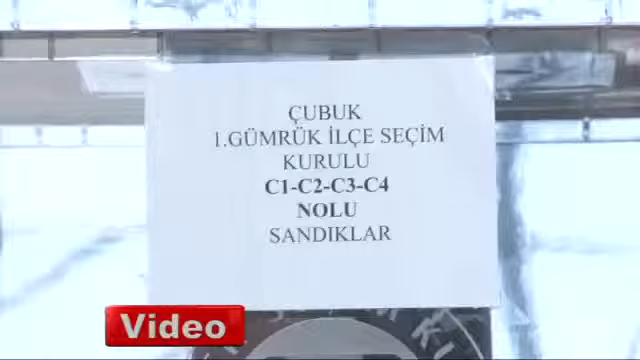 ÇUBUK
1.GÜMRÜK İLÇE SEÇİM
KURULU
C1-C2-C3-C4
NOLU
SANDIKLAR
Video